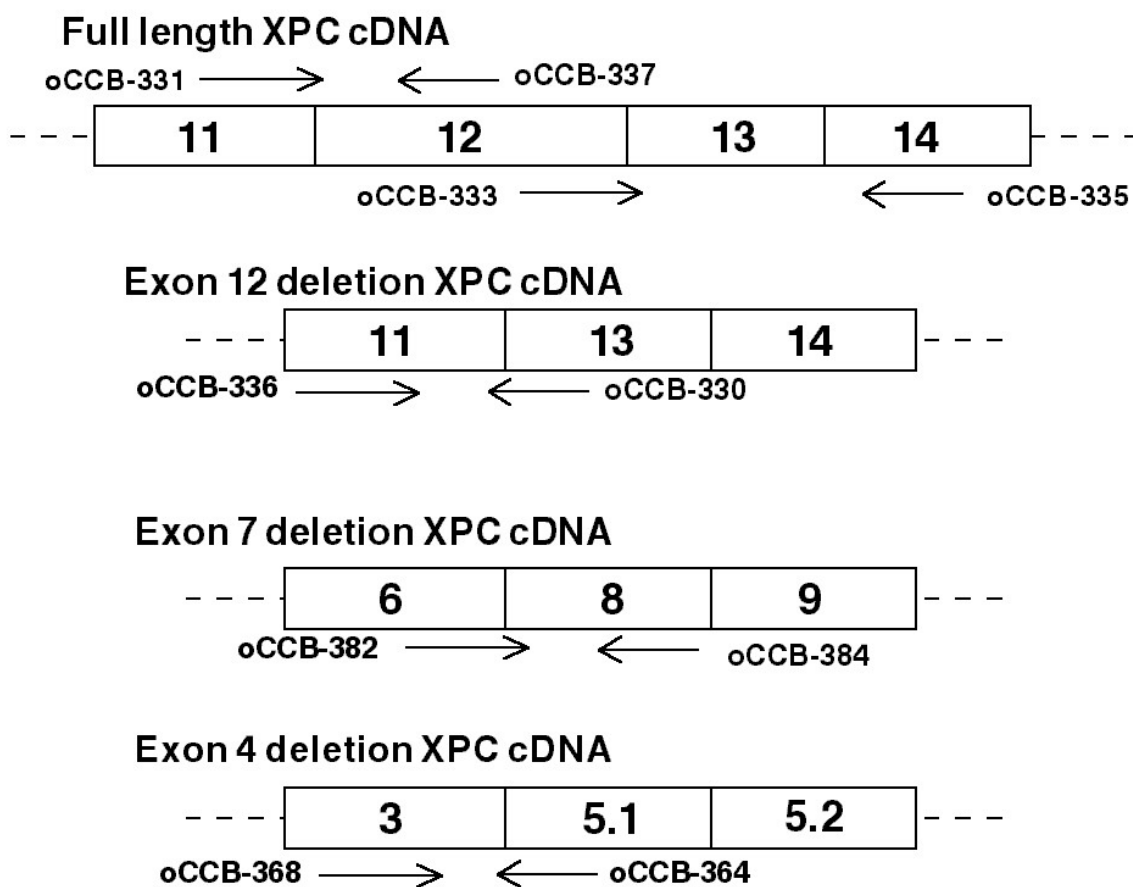 Full length XPC cDNA
oCCB-331 oCCB-337
11 12 13 14
oCCB-333 oCCB-335
Exon 12 deletion XPC cDNA
11 13 14
oCCB-336 oCCB-330
Exon 7 deletion XPC cDNA
6 8 9
oCCB-382 oCCB-384
Exon 4 deletion XPC cDNA
3 5.1 5.2
oCCB-368 oCCB-364